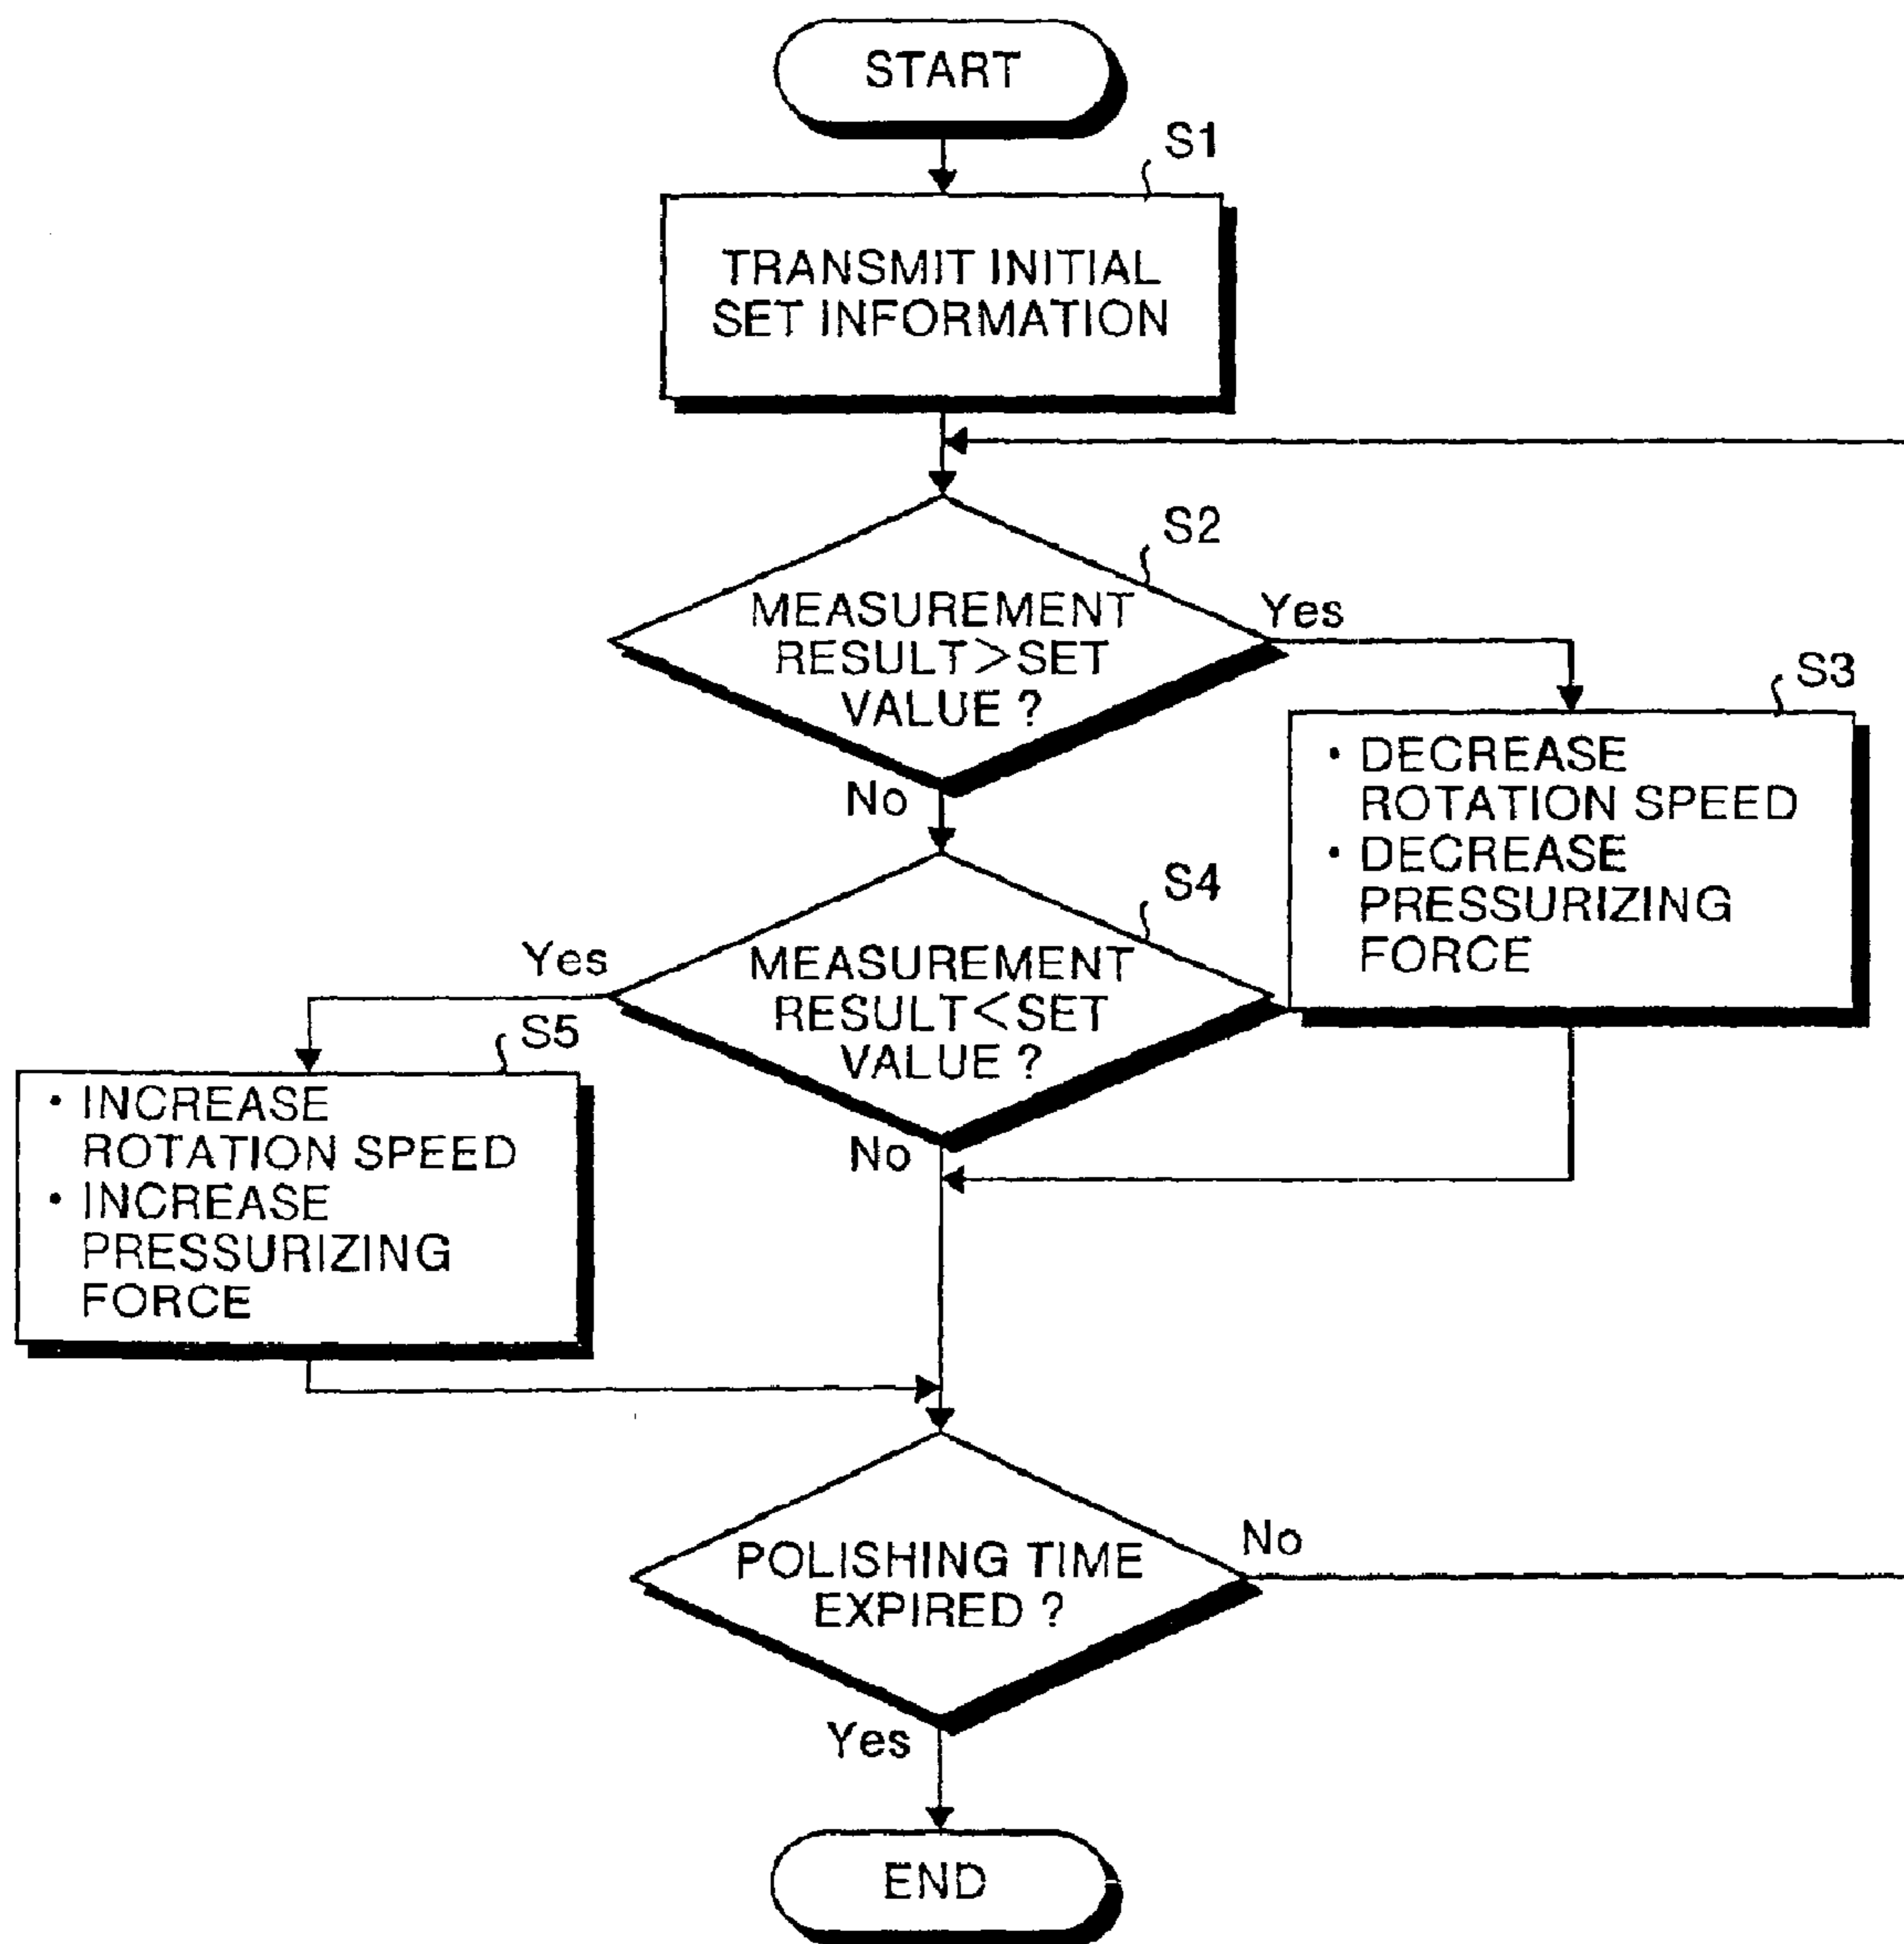 START
S1
TRANSMIT INITIAL
SET INFORMATION
S2
MEASUREMENT
RESULT>SET
VALUE ?
Yes
No
S3
• DECREASE
ROTATION SPEED
• DECREASE
PRESSURIZING
FORCE
S4
MEASUREMENT
RESULT<SET
VALUE ?
Yes
No
S5
• INCREASE
ROTATION SPEED
• INCREASE
PRESSURIZING
FORCE
POLISHING TIME
EXPIRED ?
No
Yes
END